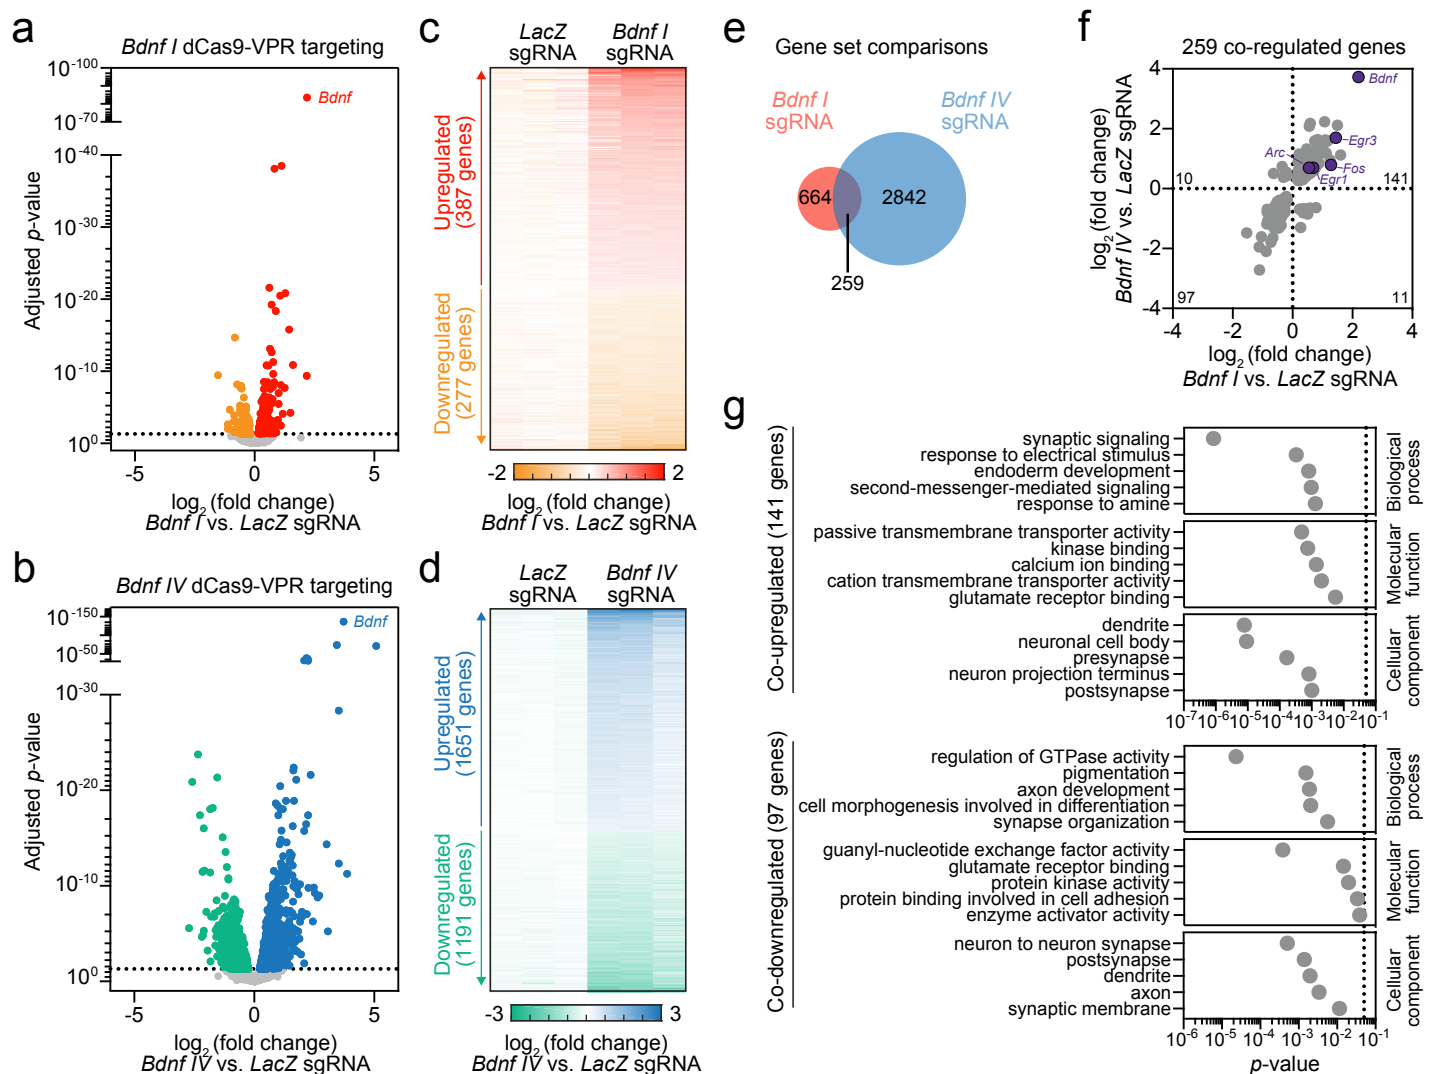 a
Bdnf I dCas9-VPR targeting
10-100
10-70
10-40
10-30
10-20
10-10
100
Adjusted p-value
Bdnf
-5
0
5
log2 (fold change)
Bdnf I vs. LacZ sgRNA
b
Bdnf IV dCas9-VPR targeting
10-150
10-50
10-30
10-20
10-10
100
Adjusted p-value
Bdnf
-5
0
5
log2 (fold change)
Bdnf IV vs. LacZ sgRNA
c
LacZ
sgRNA
Bdnf I
sgRNA
Upregulated
(387 genes)
Downregulated
(277 genes)
-2
2
log2 (fold change)
Bdnf I vs. LacZ sgRNA
d
LacZ
sgRNA
Bdnf IV
sgRNA
Upregulated
(1651 genes)
Downregulated
(1191 genes)
-3
3
log2 (fold change)
Bdnf IV vs. LacZ sgRNA
e
Gene set comparisons
Bdnf I
sgRNA
Bdnf IV
sgRNA
664
2842
259
f
259 co-regulated genes
4
2
0
-2
-4
log2 (fold change)
Bdnf IV vs. LacZ sgRNA
Bdnf
Egr3
Arc
Fos
Egr1
10
141
97
11
-4
-2
0
2
4
log2 (fold change)
Bdnf I vs. LacZ sgRNA
g
Co-upregulated (141 genes)
synaptic signaling
response to electrical stimulus
endoderm development
second-messenger-mediated signaling
response to amine
Biological
process
passive transmembrane transporter activity
kinase binding
calcium ion binding
cation transmembrane transporter activity
glutamate receptor binding
Molecular
function
dendrite
neuronal cell body
presynapse
neuron projection terminus
postsynapse
Cellular
component
10-7 10-6 10-5 10-4 10-3 10-2 10-1
Co-downregulated (97 genes)
regulation of GTPase activity
pigmentation
axon development
cell morphogenesis involved in differentiation
synapse organization
Biological
process
guanyl-nucleotide exchange factor activity
glutamate receptor binding
protein kinase activity
protein binding involved in cell adhesion
enzyme activator activity
Molecular
function
neuron to neuron synapse
postsynapse
dendrite
axon
synaptic membrane
Cellular
component
10-6 10-5 10-4 10-3 10-2 10-1
p-value